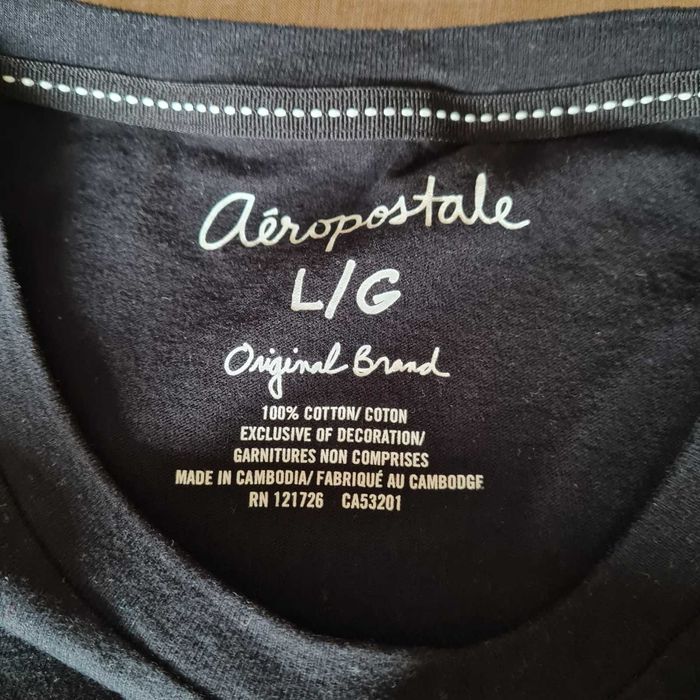 Aéropostale
L/G
Original Brand
100% COTTON/ COTON
EXCLUSIVE OF DECORATION/
GARNITURES NON COMPRISES
MADE IN CAMBODIA/ FABRIQUÉ AU CAMBODGE
RN 121726 CA53201